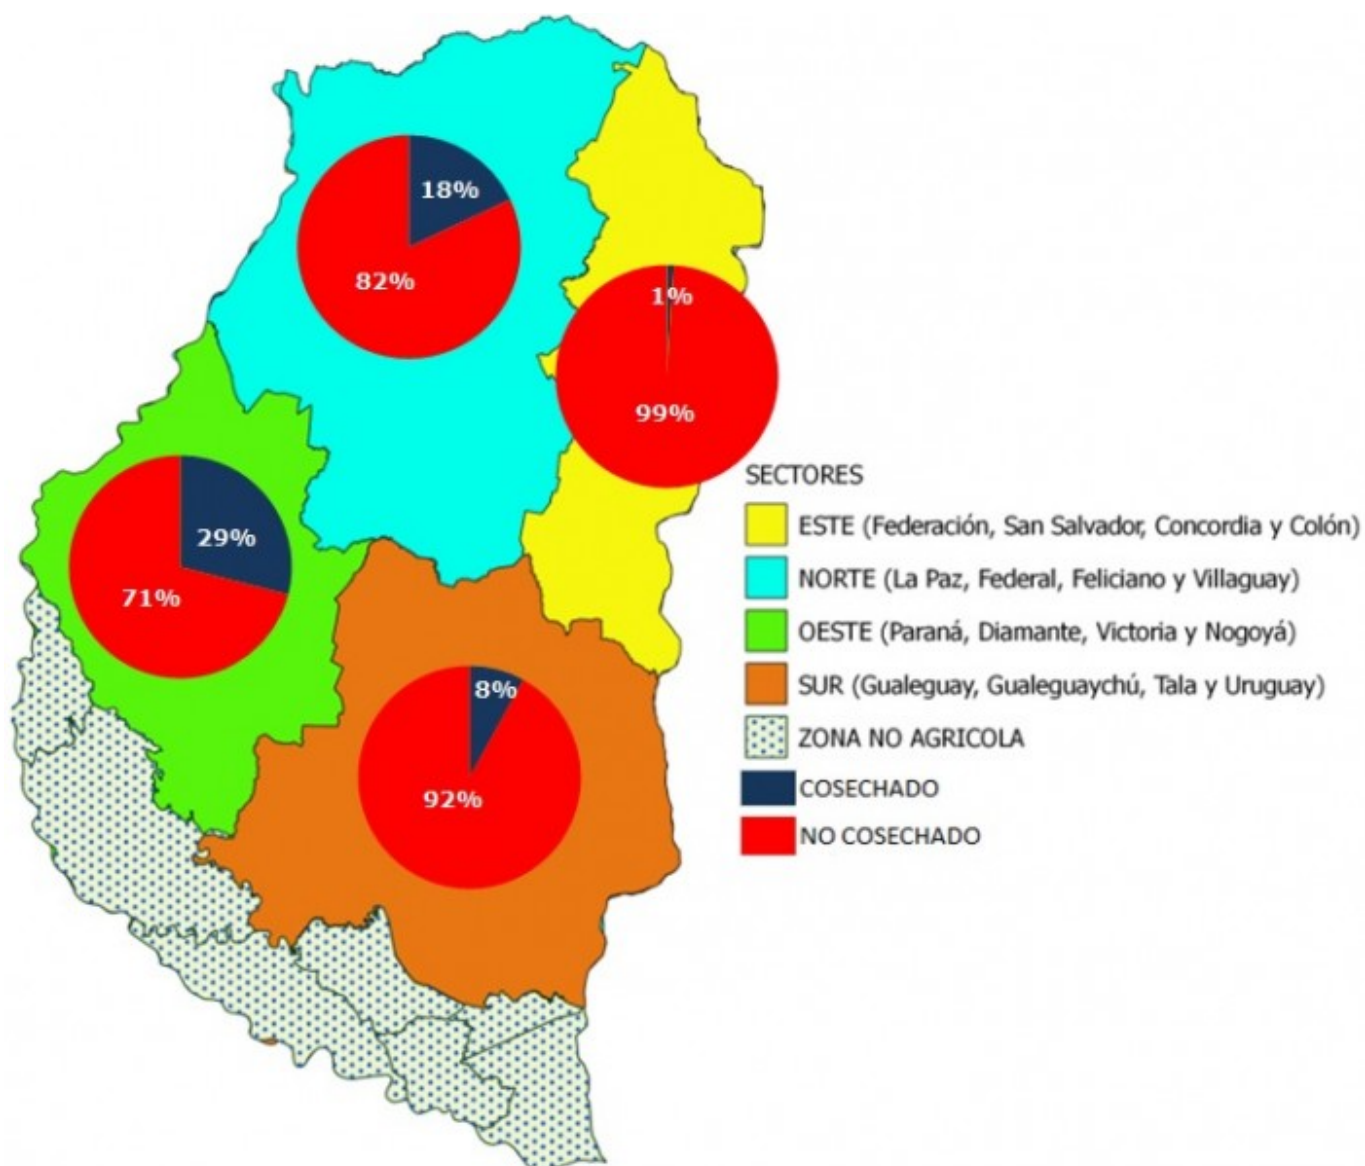 18%
82%
1%
99%
29%
71%
8%
92%
SECTORES
ESTE (Federación, San Salvador, Concordia y Colón)
NORTE (La Paz, Federal, Feliciano y Villaguay)
OESTE (Paraná, Diamante, Victoria y Nogoyá)
SUR (Gualeguay, Gualeguaychú, Tala y Uruguay)
ZONA NO AGRICOLA
COSECHADO
NO COSECHADO